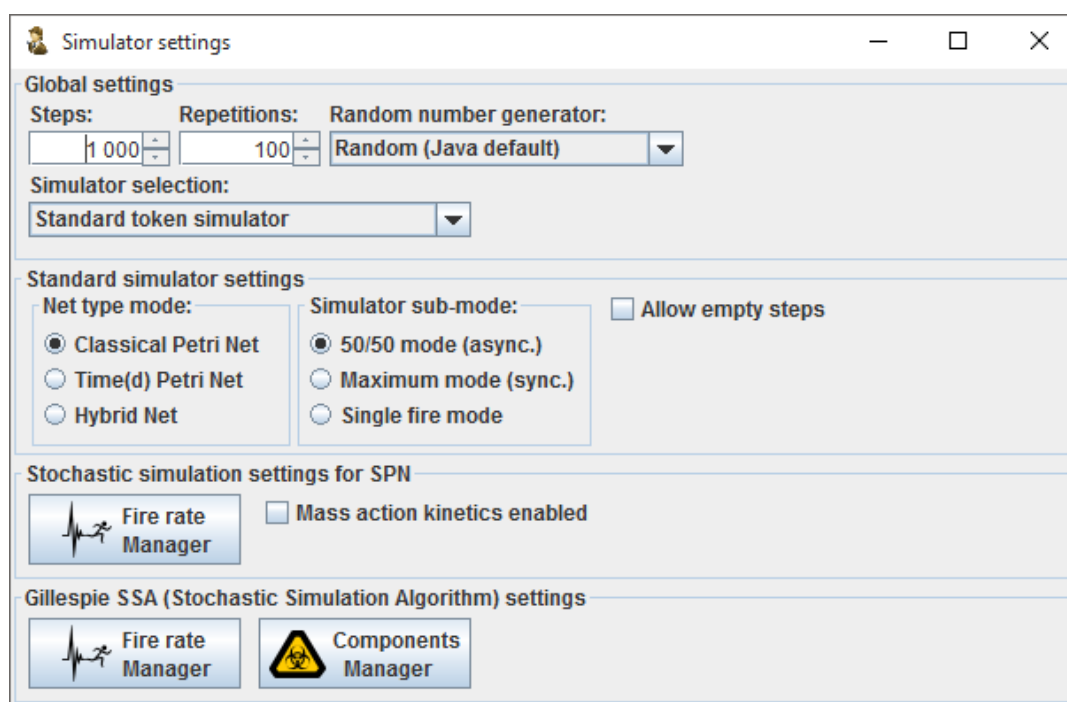 Simulator settings
Global settings
Steps: Repetitions: Random number generator:
1 000 100 Random (Java default)
Simulator selection:
Standard token simulator
Standard simulator settings
Net type mode: Simulator sub-mode:
Allow empty steps
Classical Petri Net 50/50 mode (async.)
Time(d) Petri Net Maximum mode (sync.)
Hybrid Net Single fire mode
Stochastic simulation settings for SPN
Fire rate
Manager
Mass action kinetics enabled
Gillespie SSA (Stochastic Simulation Algorithm) settings
Fire rate
Manager
Components
Manager